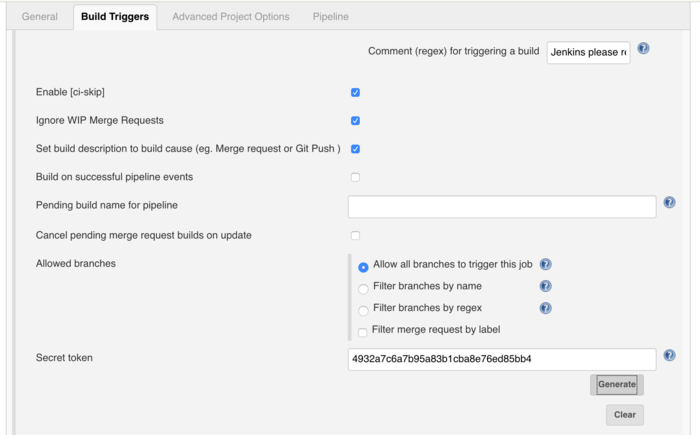 General Build Triggers Advanced Project Options Pipeline
Comment (regex) for triggering a build Jenkins please
Enable [ci-skip]
Ignore WIP Merge Requests
Set build description to build cause (eg. Merge request or Git Push )
Build on successful pipeline events
Pending build name for pipeline
Cancel pending merge request builds on update
Allowed branches
Allow all branches to trigger this job
Filter branches by name
Filter branches by regex
Filter merge request by label
Secret token 4932a7c6a7b95a83b1cba8e76ed85bb4
Generate
Clear